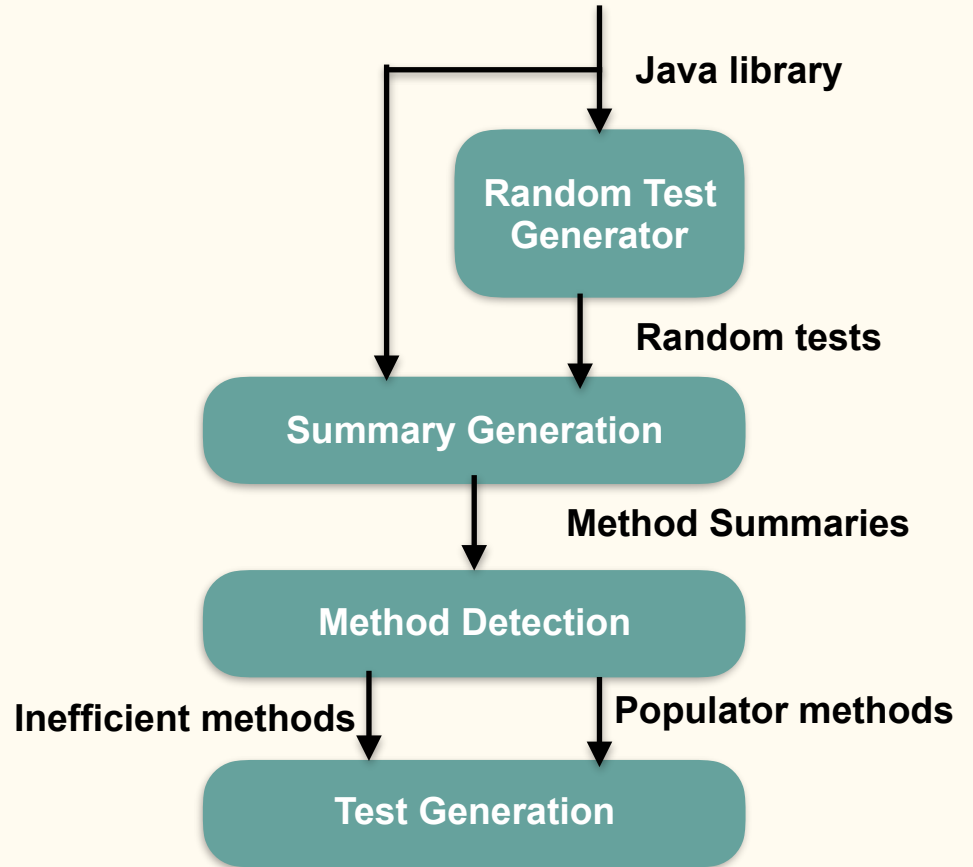 Java library
Random Test
Generator
Random tests
Summary Generation
Method Summaries
Method Detection
Inefficient methods
Populator methods
Test Generation